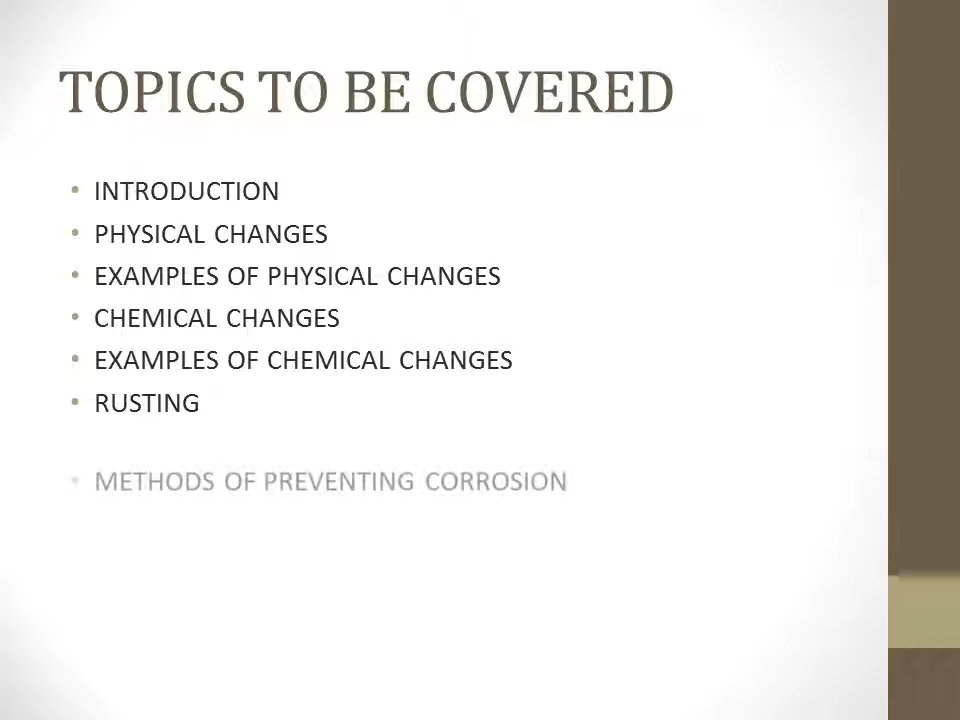 TOPICS TO BE COVERED
• INTRODUCTION
• PHYSICAL CHANGES
• EXAMPLES OF PHYSICAL CHANGES
• CHEMICAL CHANGES
• EXAMPLES OF CHEMICAL CHANGES
• RUSTING
• METHODS OF PREVENTING CORROSION